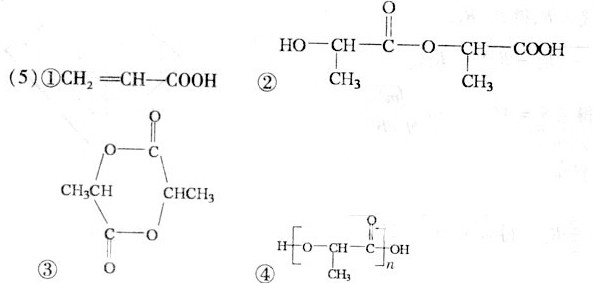 (5)①CH₂=CH—COOH
② HO—CH—C—O—CH—COOH
O
CH₃ CH₃
③
O
O—C
CH₃CH CHCH₃
C—O
O
④
O
H[O—CH—C]ₙOH
CH₃